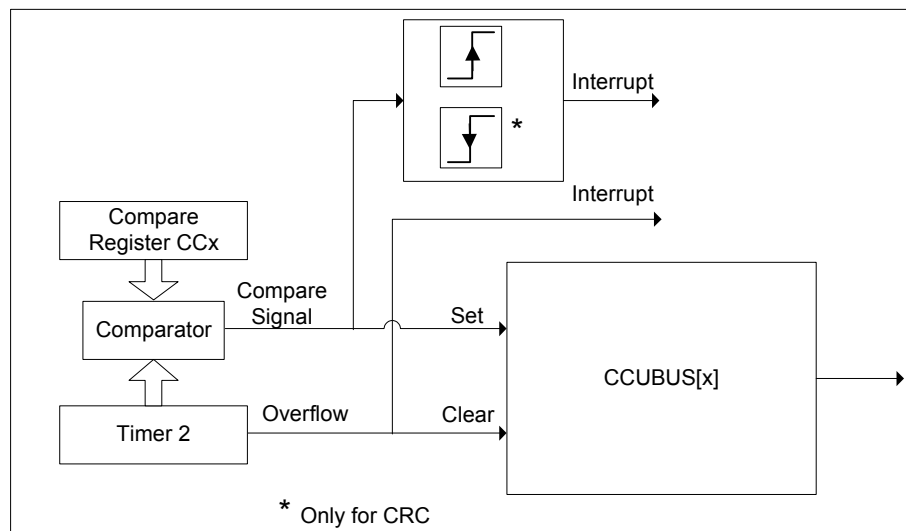 Interrupt
*
Interrupt
Compare
Register CCx
Compare
Signal
Comparator
Set
CCUBUS[x]
Overflow
Clear
Timer 2
* Only for CRC